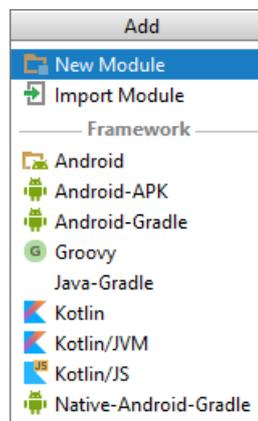 Add
New Module
Import Module
Framework
Android
Android-APK
Android-Gradle
G Groovy
Java-Gradle
Kotlin
Kotlin/JVM
JS Kotlin/JS
Native-Android-Gradle